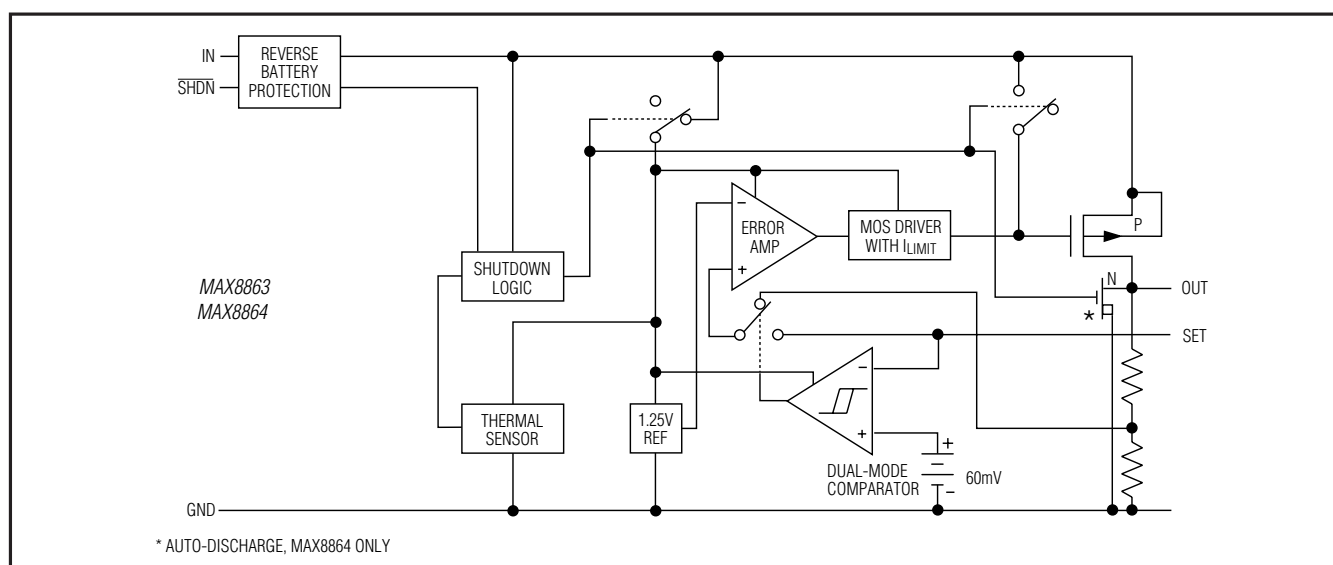 IN
SHDN
REVERSE
BATTERY
PROTECTION
MAX8863
MAX8864
SHUTDOWN
LOGIC
THERMAL
SENSOR
1.25V
REF
−
ERROR
AMP
+
MOS DRIVER
WITH ILIMIT
P
N
*
OUT
SET
−
+
DUAL-MODE
COMPARATOR
+
−
60mV
GND
* AUTO-DISCHARGE, MAX8864 ONLY